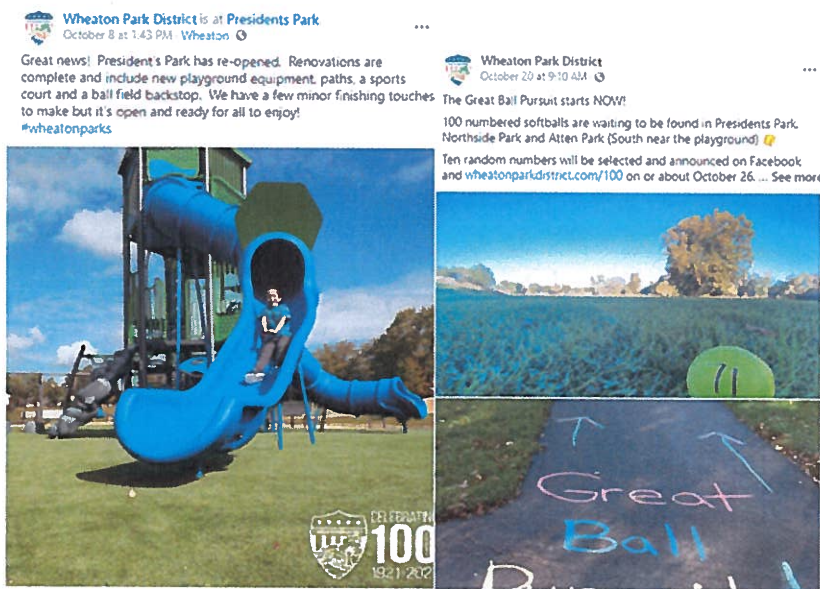 Wheaton Park District is at Presidents Park
October 8 at 1:43 PM · Wheaton
Great news! President's Park has re-opened. Renovations are
complete and include new playground equipment, paths, a sports
court and a ball field backstop. We have a few minor finishing touches
to make but it's open and ready for all to enjoy!
#wheatonparks
CELEBRATIN
100
1921-202
Wheaton Park District
October 20 at 9:10 AM
The Great Ball Pursuit starts NOW!
100 numbered softballs are waiting to be found in Presidents Park,
Northside Park and Atten Park (South near the playground)
Ten random numbers will be selected and announced on Facebook
and wheatonparkdistrict.com/100 on or about October 26. ... See more
11
Great
Ball